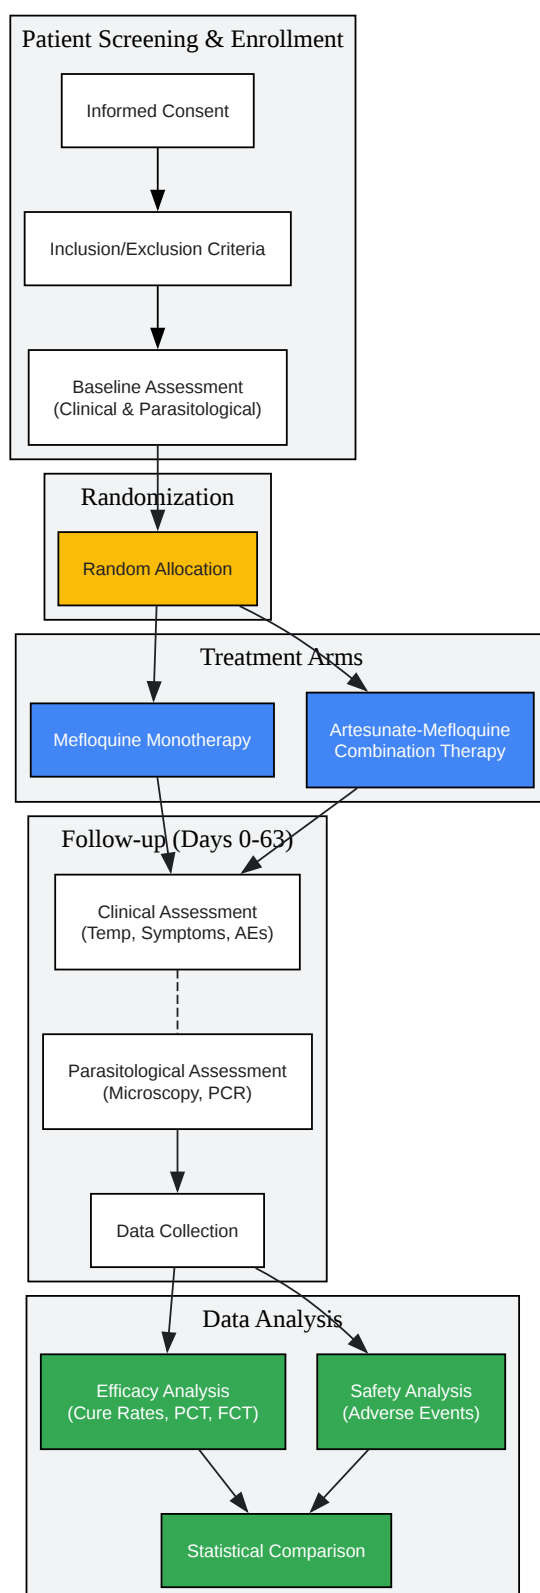 Patient Screening & Enrollment
Informed Consent
Inclusion/Exclusion Criteria
Baseline Assessment
(Clinical & Parasitological)
Randomization
Random Allocation
Treatment Arms
Mefloquine Monotherapy
Artesunate-Mefloquine
Combination Therapy
Follow-up (Days 0-63)
Clinical Assessment
(Temp, Symptoms, AEs)
Parasitological Assessment
(Microscopy, PCR)
Data Collection
Data Analysis
Efficacy Analysis
(Cure Rates, PCT, FCT)
Safety Analysis
(Adverse Events)
Statistical Comparison